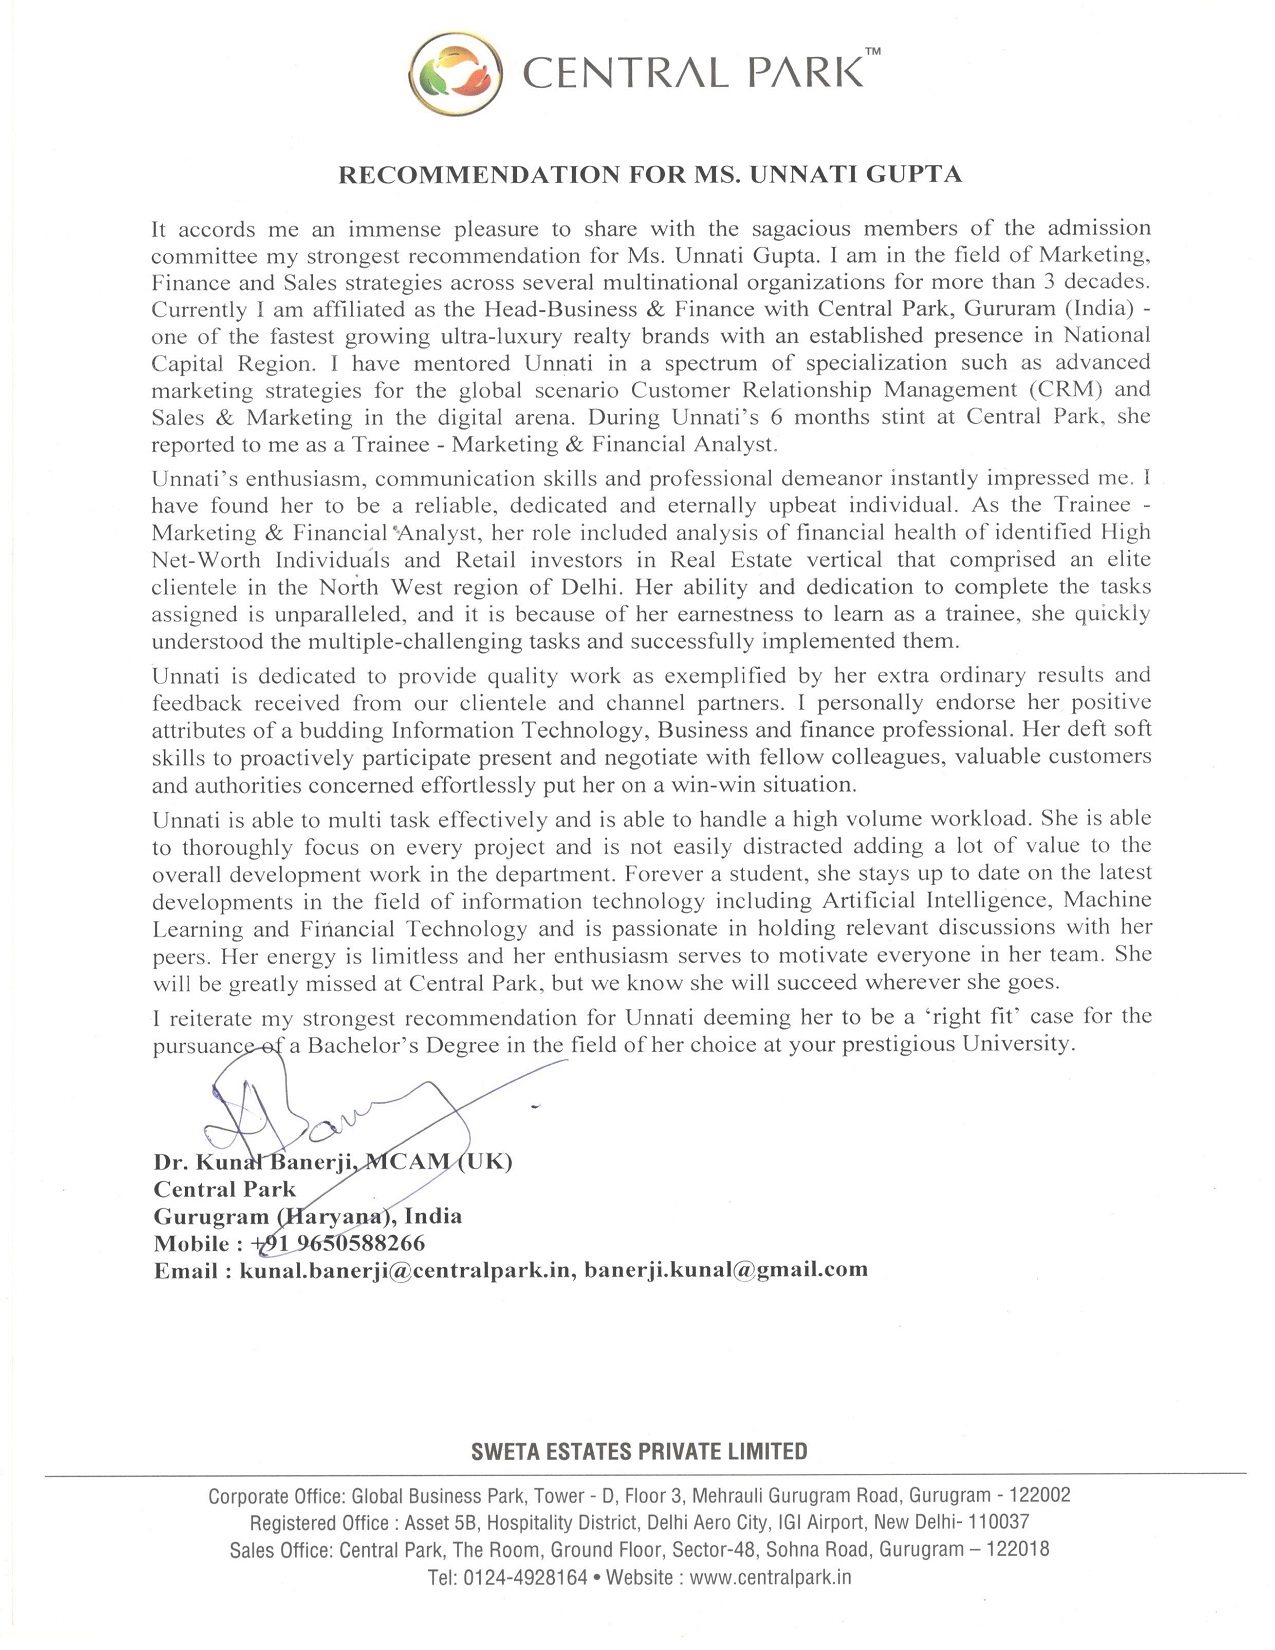 CENTRAL PARK™
RECOMMENDATION FOR MS. UNNATI GUPTA
It accords me an immense pleasure to share with the sagacious members of the admission
committee my strongest recommendation for Ms. Unnati Gupta. I am in the field of Marketing,
Finance and Sales strategies across several multinational organizations for more than 3 decades.
Currently I am affiliated as the Head-Business & Finance with Central Park, Gururam (India) -
one of the fastest growing ultra-luxury realty brands with an established presence in National
Capital Region. I have mentored Unnati in a spectrum of specialization such as advanced
marketing strategies for the global scenario Customer Relationship Management (CRM) and
Sales & Marketing in the digital arena. During Unnati's 6 months stint at Central Park, she
reported to me as a Trainee - Marketing & Financial Analyst.
Unnati's enthusiasm, communication skills and professional demeanor instantly impressed me. I
have found her to be a reliable, dedicated and eternally upbeat individual. As the Trainee -
Marketing & Financial Analyst, her role included analysis of financial health of identified High
Net-Worth Individuals and Retail investors in Real Estate vertical that comprised an elite
clientele in the North West region of Delhi. Her ability and dedication to complete the tasks
assigned is unparalleled, and it is because of her earnestness to learn as a trainee, she quickly
understood the multiple-challenging tasks and successfully implemented them.
Unnati is dedicated to provide quality work as exemplified by her extra ordinary results and
feedback received from our clientele and channel partners. I personally endorse her positive
attributes of a budding Information Technology, Business and finance professional. Her deft soft
skills to proactively participate present and negotiate with fellow colleagues, valuable customers
and authorities concerned effortlessly put her on a win-win situation.
Unnati is able to multi task effectively and is able to handle a high volume workload. She is able
to thoroughly focus on every project and is not easily distracted adding a lot of value to the
overall development work in the department. Forever a student, she stays up to date on the latest
developments in the field of information technology including Artificial Intelligence, Machine
Learning and Financial Technology and is passionate in holding relevant discussions with her
peers. Her energy is limitless and her enthusiasm serves to motivate everyone in her team. She
will be greatly missed at Central Park, but we know she will succeed wherever she goes.
I reiterate my strongest recommendation for Unnati deeming her to be a 'right fit' case for the
pursuance of a Bachelor's Degree in the field of her choice at your prestigious University.
Dr. Kunal Banerji, MCAM (UK)
Central Park
Gurugram (Haryana), India
Mobile : +91 9650588266
Email : kunal.banerji@centralpark.in, banerji.kunal@gmail.com
SWETA ESTATES PRIVATE LIMITED
Corporate Office: Global Business Park, Tower - D, Floor 3, Mehrauli Gurugram Road, Gurugram - 122002
Registered Office : Asset 5B, Hospitality District, Delhi Aero City, IGI Airport, New Delhi- 110037
Sales Office: Central Park, The Room, Ground Floor, Sector-48, Sohna Road, Gurugram – 122018
Tel: 0124-4928164 • Website : www.centralpark.in